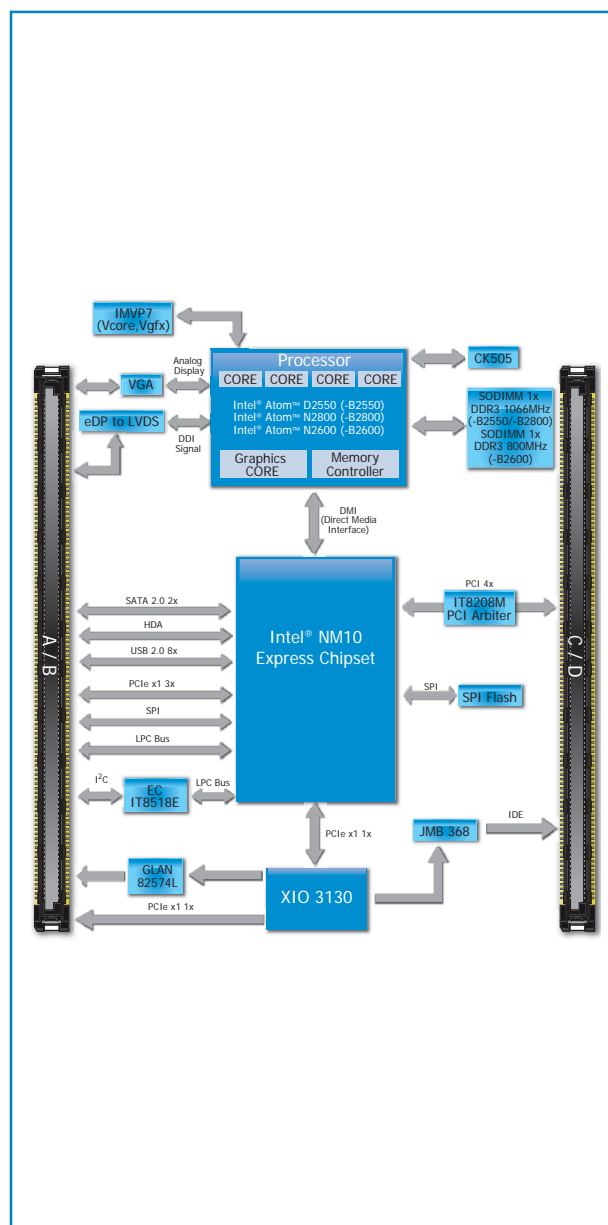 IMVP7
(Vcore,Vgfx)
Processor
CORE CORE CORE CORE
Intel® Atom™ D2550 (-B2550)
Intel® Atom™ N2800 (-B2800)
Intel® Atom™ N2600 (-B2600)
Graphics
CORE
Memory
Controller
CK505
Analog
Display
VGA
eDP to LVDS
DDI
Signal
SODIMM 1x
DDR3 1066MHz
(-B2550/-B2800)
SODIMM 1x
DDR3 800MHz
(-B2600)
DMI
(Direct Media
Interface)
A / B
C / D
SATA 2.0 2x
HDA
USB 2.0 8x
PCIe x1 3x
SPI
LPC Bus
Intel® NM10
Express Chipset
PCI 4x
IT8208M
PCI Arbiter
SPI
SPI Flash
I²C
EC
IT8518E
LPC Bus
PCIe x1 1x
JMB 368
IDE
GLAN
82574L
XIO 3130
PCIe x1 1x